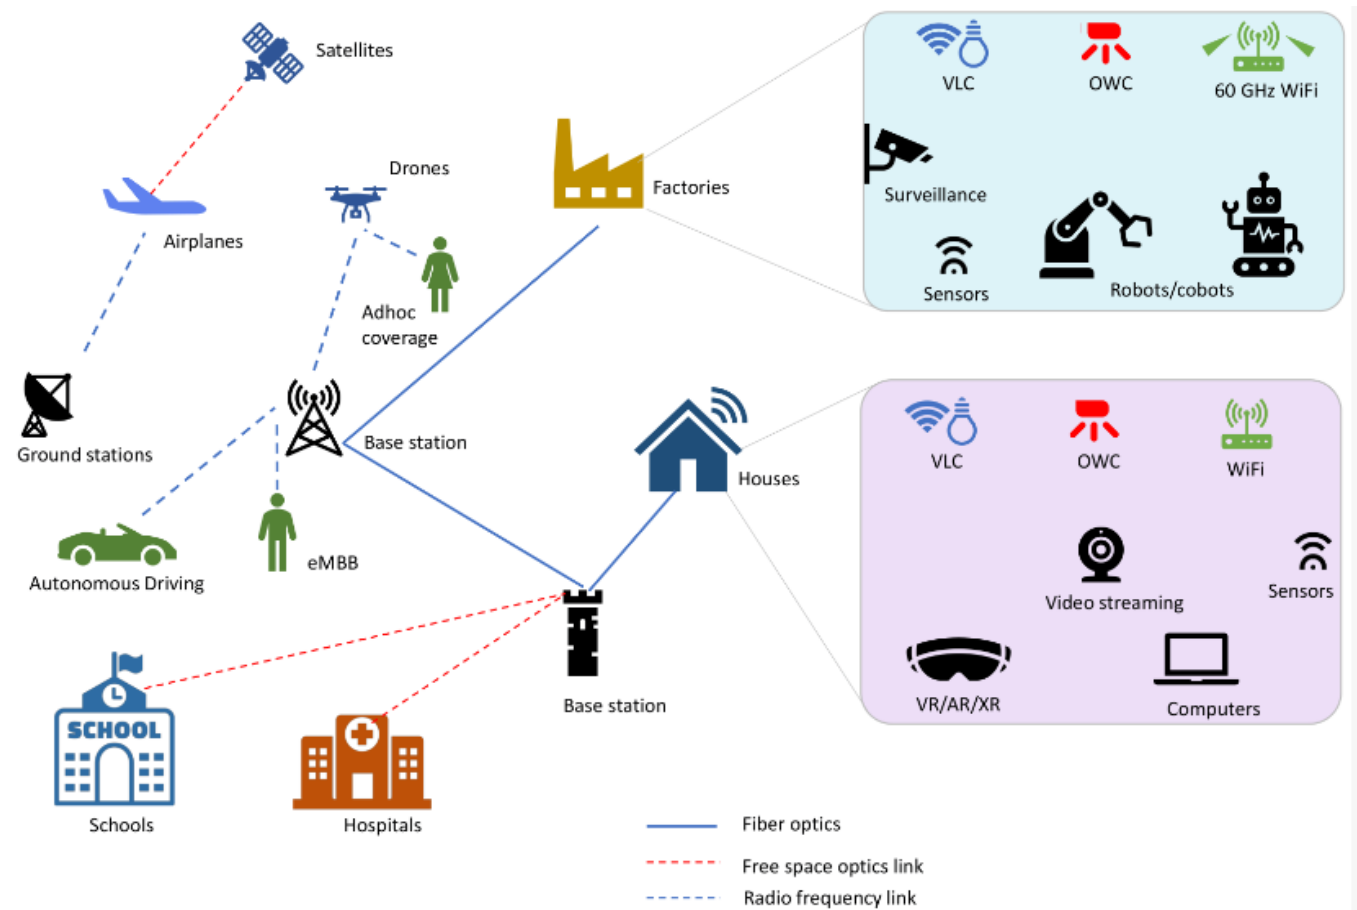 Satellites
Drones
Airplanes
Factories
Adhoc
coverage
Base station
Ground stations
Autonomous Driving
eMBB
Houses
Base station
SCHOOL
Schools
Hospitals
VLC
OWC
60 GHz WiFi
Surveillance
Sensors
Robots/cobots
VLC
OWC
WiFi
Video streaming
Sensors
VR/AR/XR
Computers
Fiber optics
Free space optics link
Radio frequency link